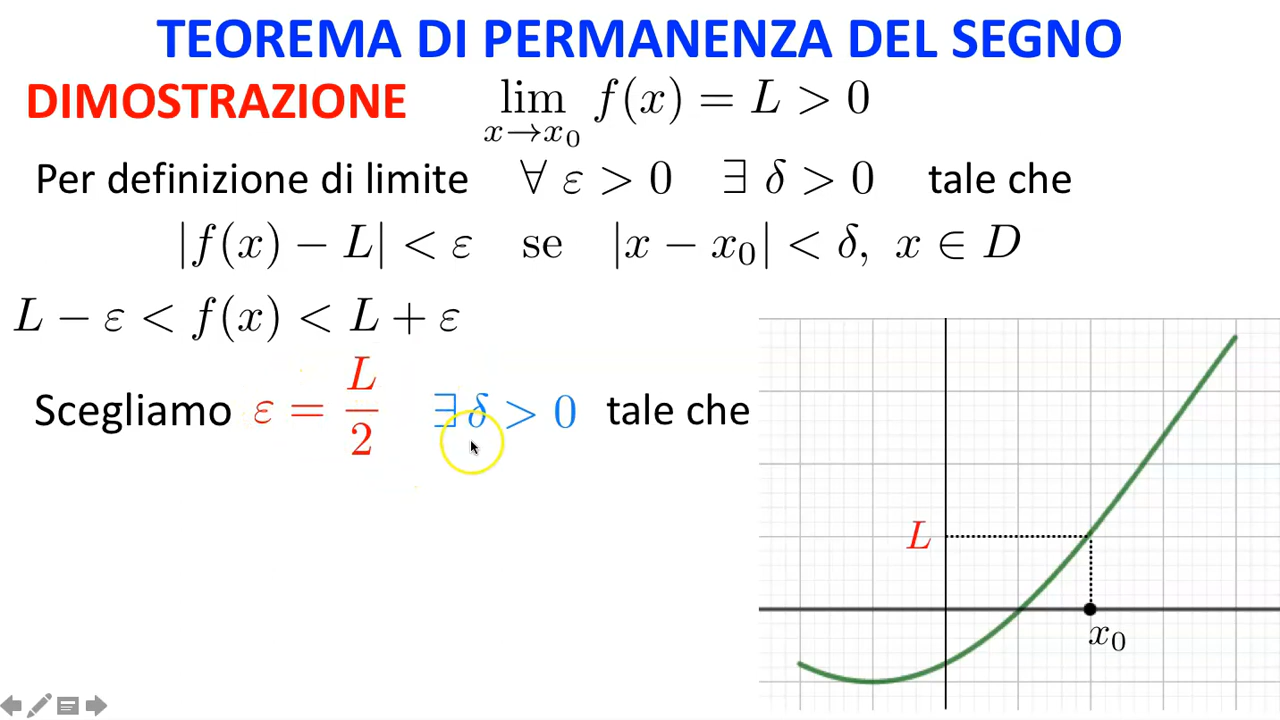 TEOREMA DI PERMANENZA DEL SEGNO
DIMOSTRAZIONE lim x→x₀ f(x) = L > 0
Per definizione di limite ∀ ε > 0 ∃ δ > 0 tale che
|f(x) − L| < ε se |x − x₀| < δ, x ∈ D
L − ε < f(x) < L + ε
Scegliamo ε = L/2 ∃ δ > 0 tale che
L
x₀